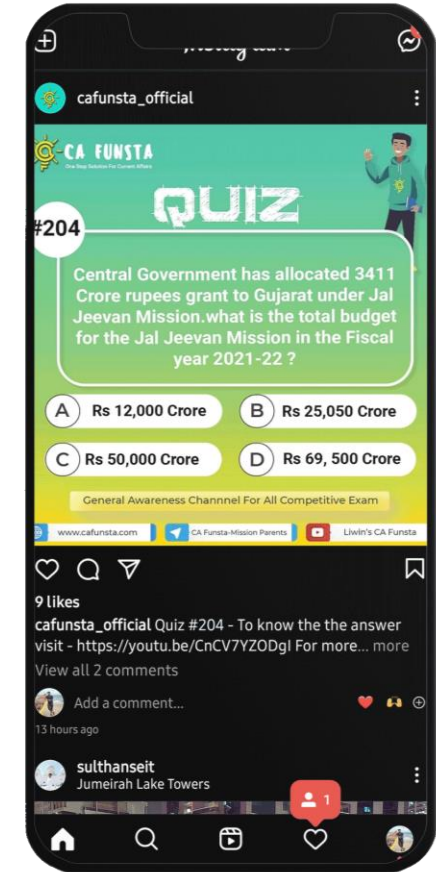 cafunsta_official
CA FUNSTA
One Stop Solution For Current Affairs
QUIZ
#204
Central Government has allocated 3411
Crore rupees grant to Gujarat under Jal
Jeevan Mission.what is the total budget
for the Jal Jeevan Mission in the Fiscal
year 2021-22 ?
A Rs 12,000 Crore
B Rs 25,050 Crore
C Rs 50,000 Crore
D Rs 69, 500 Crore
General Awareness Channnel For All Competitive Exam
www.cafunsta.com
CA Funsta-Mission Parents
Liwin's CA Funsta
9 likes
cafunsta_official Quiz #204 - To know the the answer
visit - https://youtu.be/CnCV7YZODgI For more... more
View all 2 comments
Add a comment...
13 hours ago
sulthanseit
Jumeirah Lake Towers
1